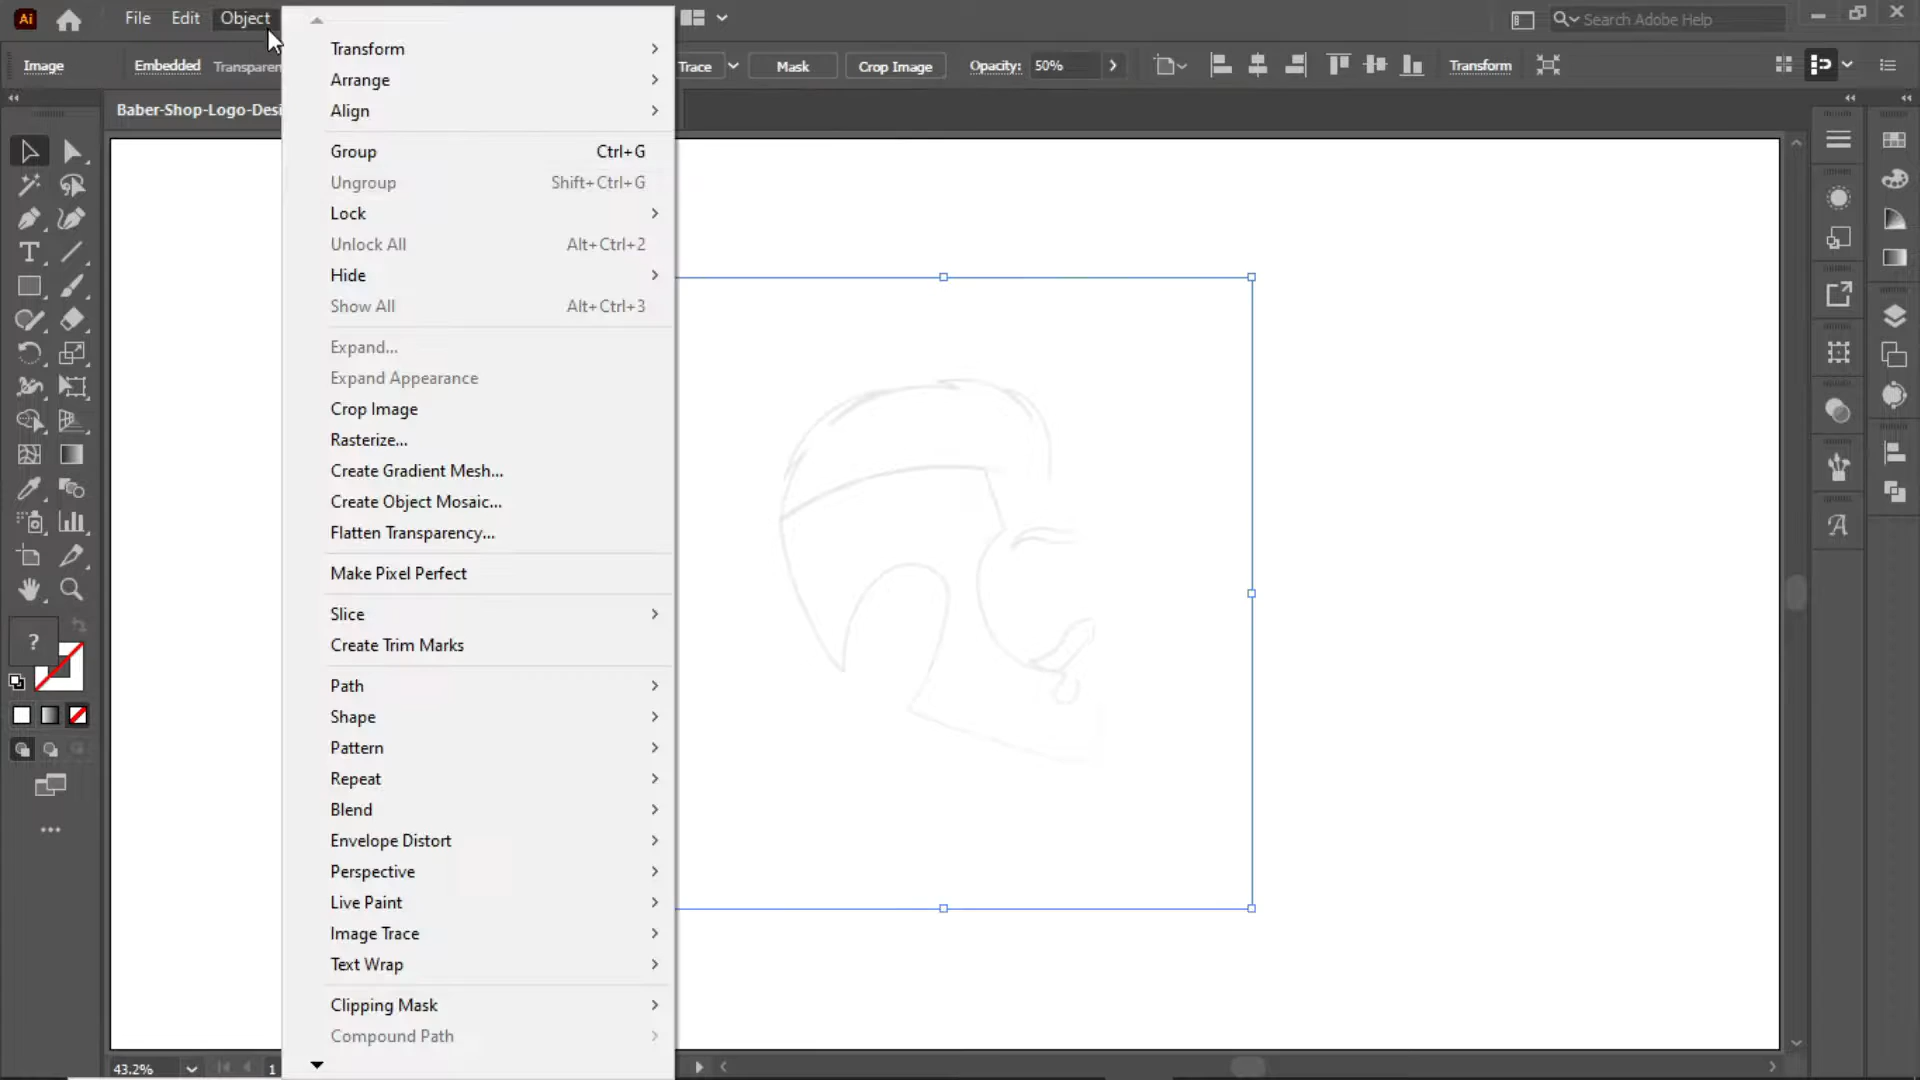 Ai
File Edit Object
Search Adobe Help
Image Embedded Transparen
Trace Mask Crop Image Opacity: 50% Transform
Baber-Shop-Logo-Desi
Transform
Arrange
Align
Group Ctrl+G
Ungroup Shift+Ctrl+G
Lock
Unlock All Alt+Ctrl+2
Hide
Show All Alt+Ctrl+3
Expand...
Expand Appearance
Crop Image
Rasterize...
Create Gradient Mesh...
Create Object Mosaic...
Flatten Transparency...
Make Pixel Perfect
Slice
Create Trim Marks
Path
Shape
Pattern
Repeat
Blend
Envelope Distort
Perspective
Live Paint
Image Trace
Text Wrap
Clipping Mask
Compound Path
?
43.2% 1